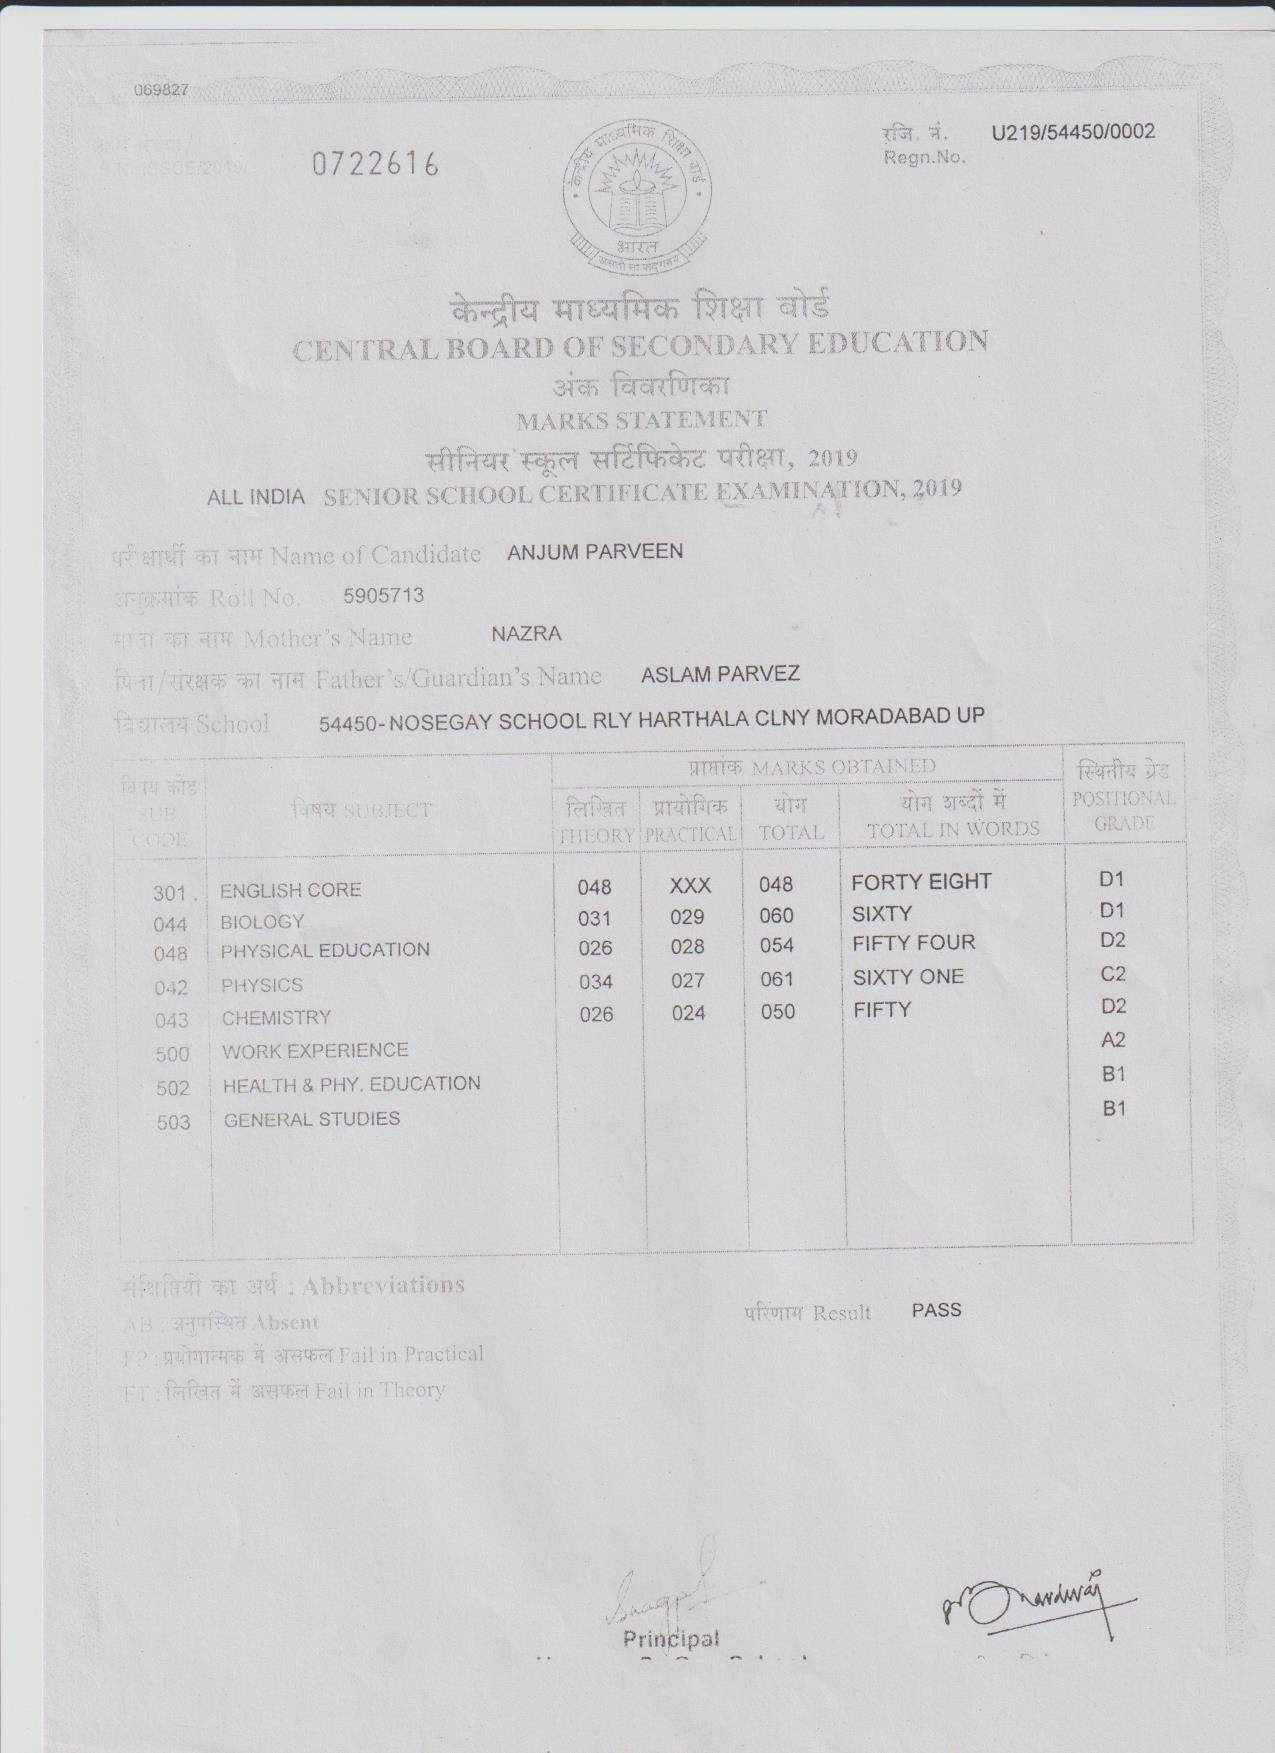 069827
0722616
रजि. नं. U219/54450/0002
Regn.No.
केन्द्रीय माध्यमिक शिक्षा बोर्ड
भारत
असतो मा सद्गमय
केन्द्रीय माध्यमिक शिक्षा बोर्ड
CENTRAL BOARD OF SECONDARY EDUCATION
अंक विवरणिका
MARKS STATEMENT
सीनियर स्कूल सर्टिफिकेट परीक्षा, 2019
ALL INDIA SENIOR SCHOOL CERTIFICATE EXAMINATION, 2019
परीक्षार्थी का नाम Name of Candidate ANJUM PARVEEN
अनुक्रमांक Roll No. 5905713
माता का नाम Mother's Name NAZRA
पिता/संरक्षक का नाम Father's/Guardian's Name ASLAM PARVEZ
विद्यालय School 54450-NOSEGAY SCHOOL RLY HARTHALA CLNY MORADABAD UP
विषय कोड SUB. CODE
विषय SUBJECT
प्राप्तांक MARKS OBTAINED
लिखित THEORY
प्रायोगिक PRACTICAL
योग TOTAL
योग शब्दों में TOTAL IN WORDS
स्थितीय ग्रेड POSITIONAL GRADE
301 . ENGLISH CORE 048 XXX 048 FORTY EIGHT D1
044 BIOLOGY 031 029 060 SIXTY D1
048 PHYSICAL EDUCATION 026 028 054 FIFTY FOUR D2
042 PHYSICS 034 027 061 SIXTY ONE C2
043 CHEMISTRY 026 024 050 FIFTY D2
500 WORK EXPERIENCE A2
502 HEALTH & PHY. EDUCATION B1
503 GENERAL STUDIES B1
संक्षिप्तियों का अर्थ : Abbreviations
AB : अनुपस्थित Absent
परिणाम Result PASS
FP : प्रयोगात्मक में असफल Fail in Practical
FT : लिखित में असफल Fail in Theory
Principal